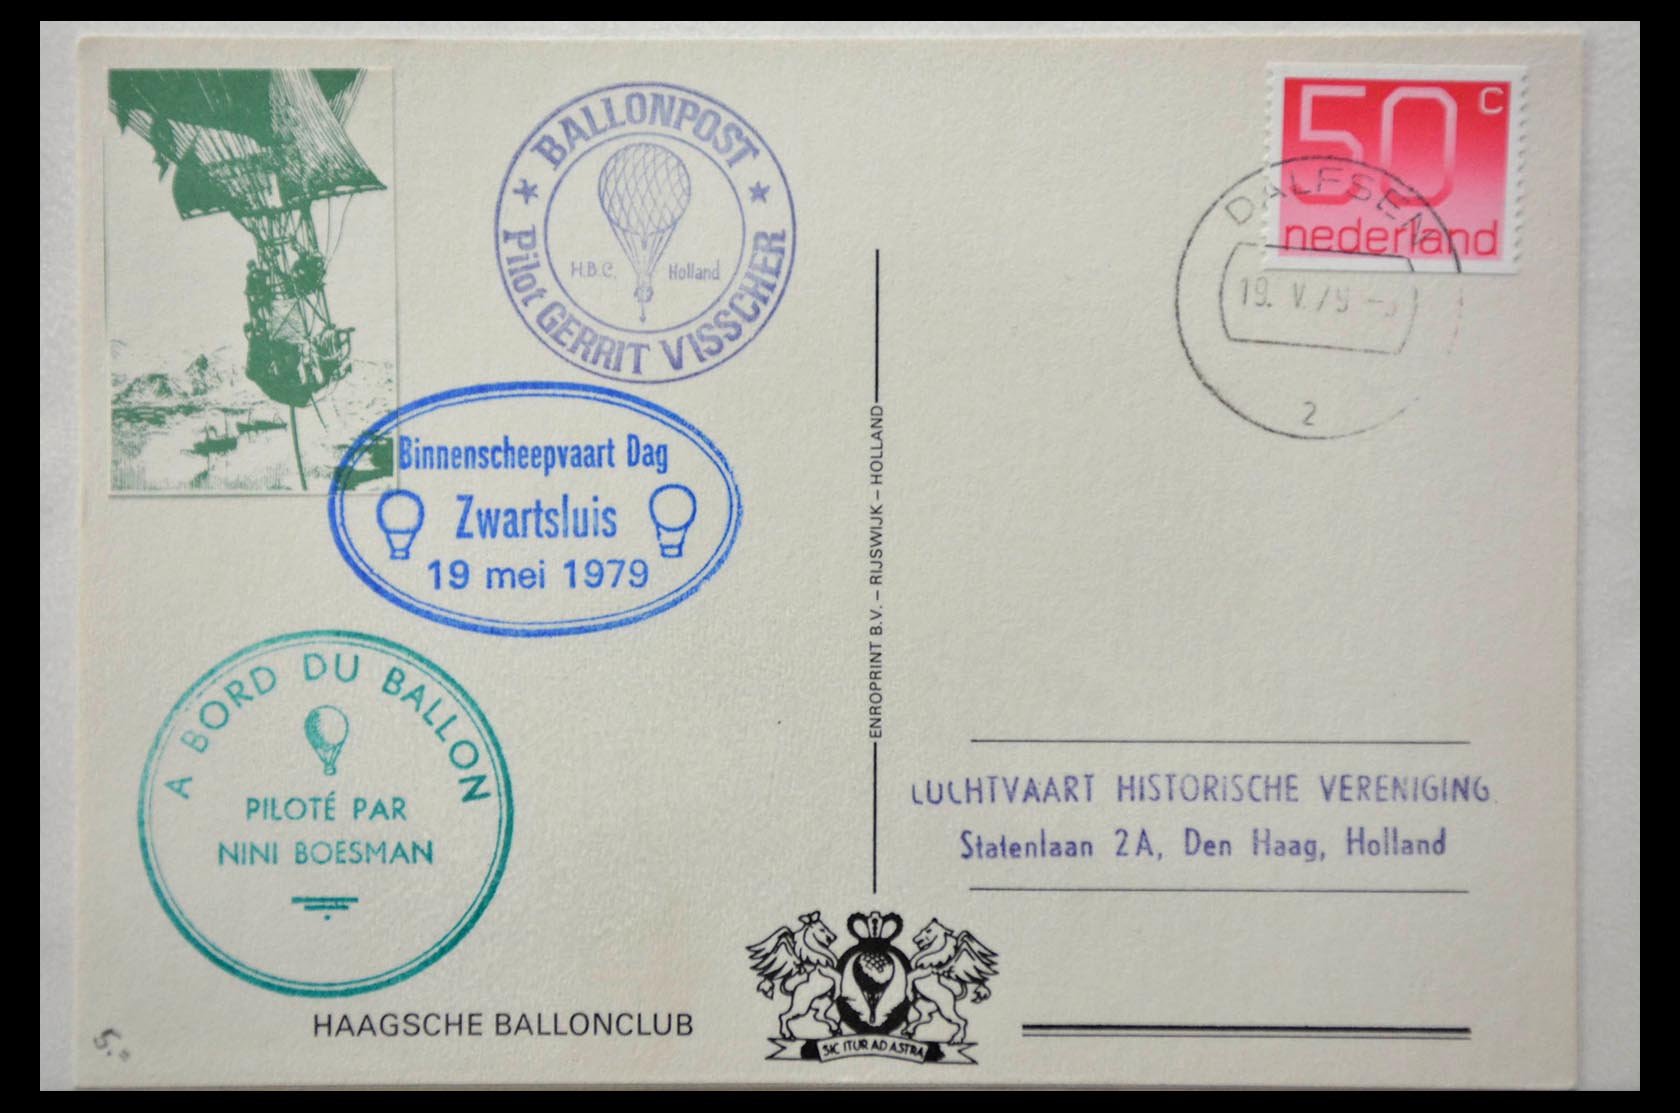 ★ BALLONPOST ★
Pilot GERRIT VISSCHER
H.B.C. Holland
50 c
nederland
DALFSEN
19. V. 79
2
Binnenscheepvaart Dag
Zwartsluis
19 mei 1979
ENROPRINT B.V. – RIJSWIJK – HOLLAND
A BORD DU BALLON
PILOTÉ PAR
NINI BOESMAN
LUCHTVAART HISTORISCHE VERENIGING
Statenlaan 2A, Den Haag, Holland
HAAGSCHE BALLONCLUB
SIC ITUR AD ASTRA
5.=